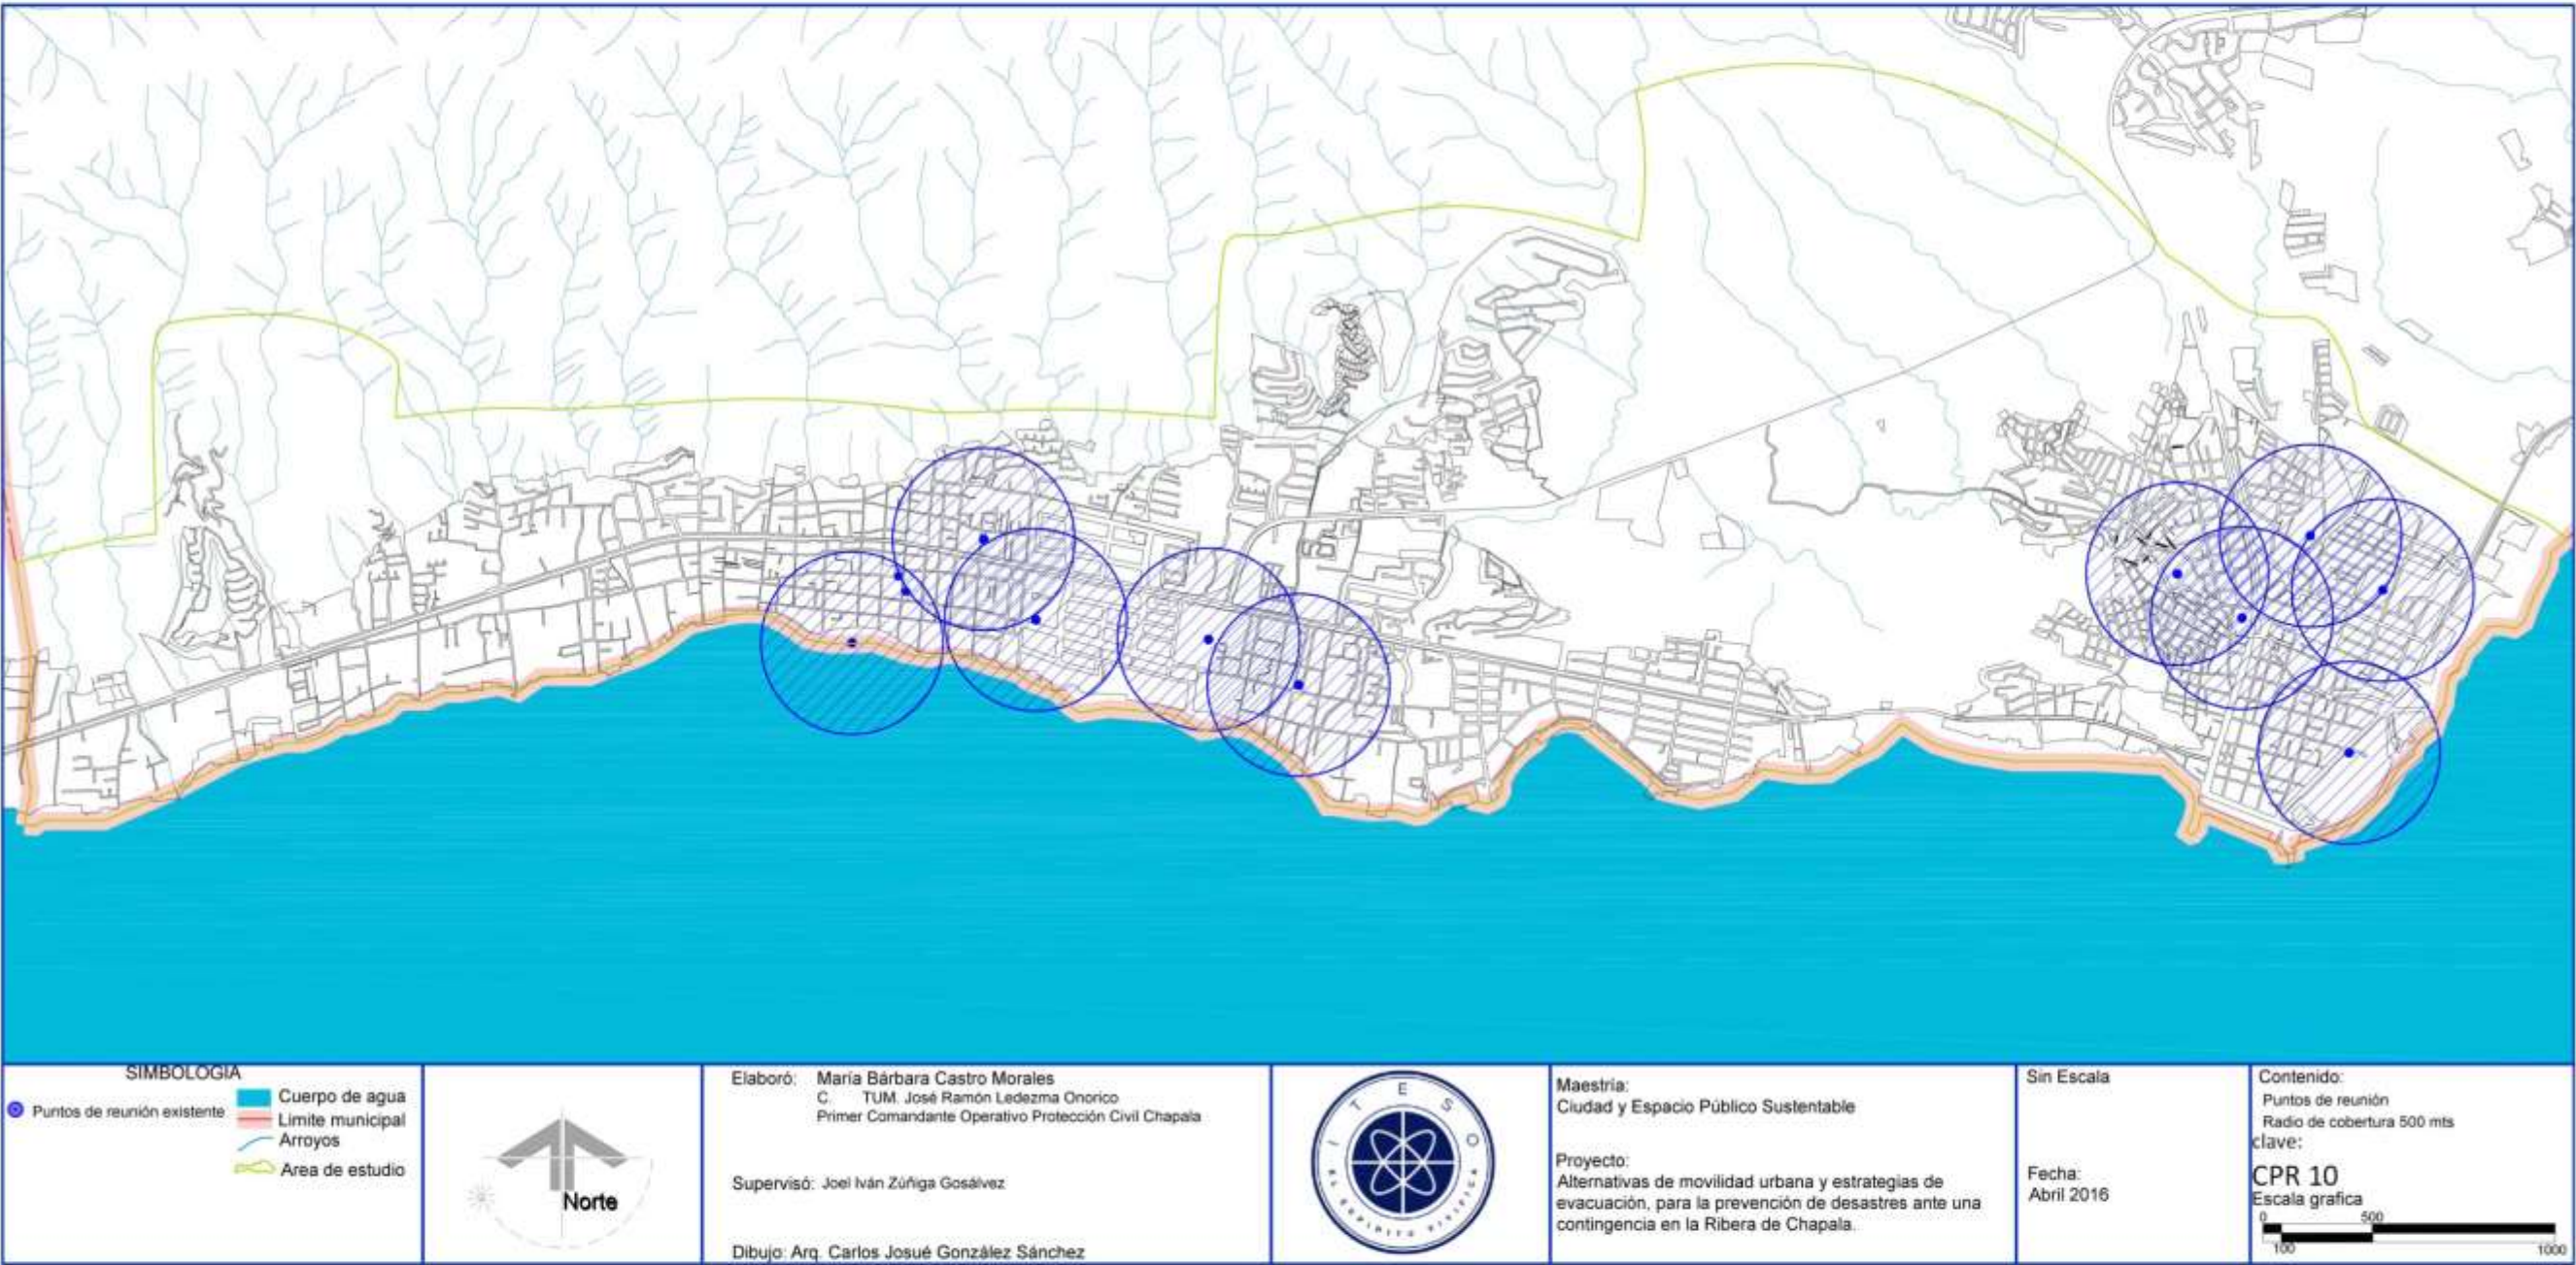 SIMBOLOGIA
Puntos de reunión existente
Cuerpo de agua
Limite municipal
Arroyos
Area de estudio
Norte
Elaboró: María Bárbara Castro Morales
C. TUM. José Ramón Ledezma Onorico
Primer Comandante Operativo Protección Civil Chapala
Supervisó: Joel Iván Zúñiga Gosálvez
Dibujo: Arq. Carlos Josué González Sánchez
ITESO
EL ESPIRITU VIVIFICA
Maestría:
Ciudad y Espacio Público Sustentable
Proyecto:
Alternativas de movilidad urbana y estrategias de
evacuación, para la prevención de desastres ante una
contingencia en la Ribera de Chapala.
Sin Escala
Fecha:
Abril 2016
Contenido:
Puntos de reunión
Radio de cobertura 500 mts
clave:
CPR 10
Escala grafica
0 500
100 1000